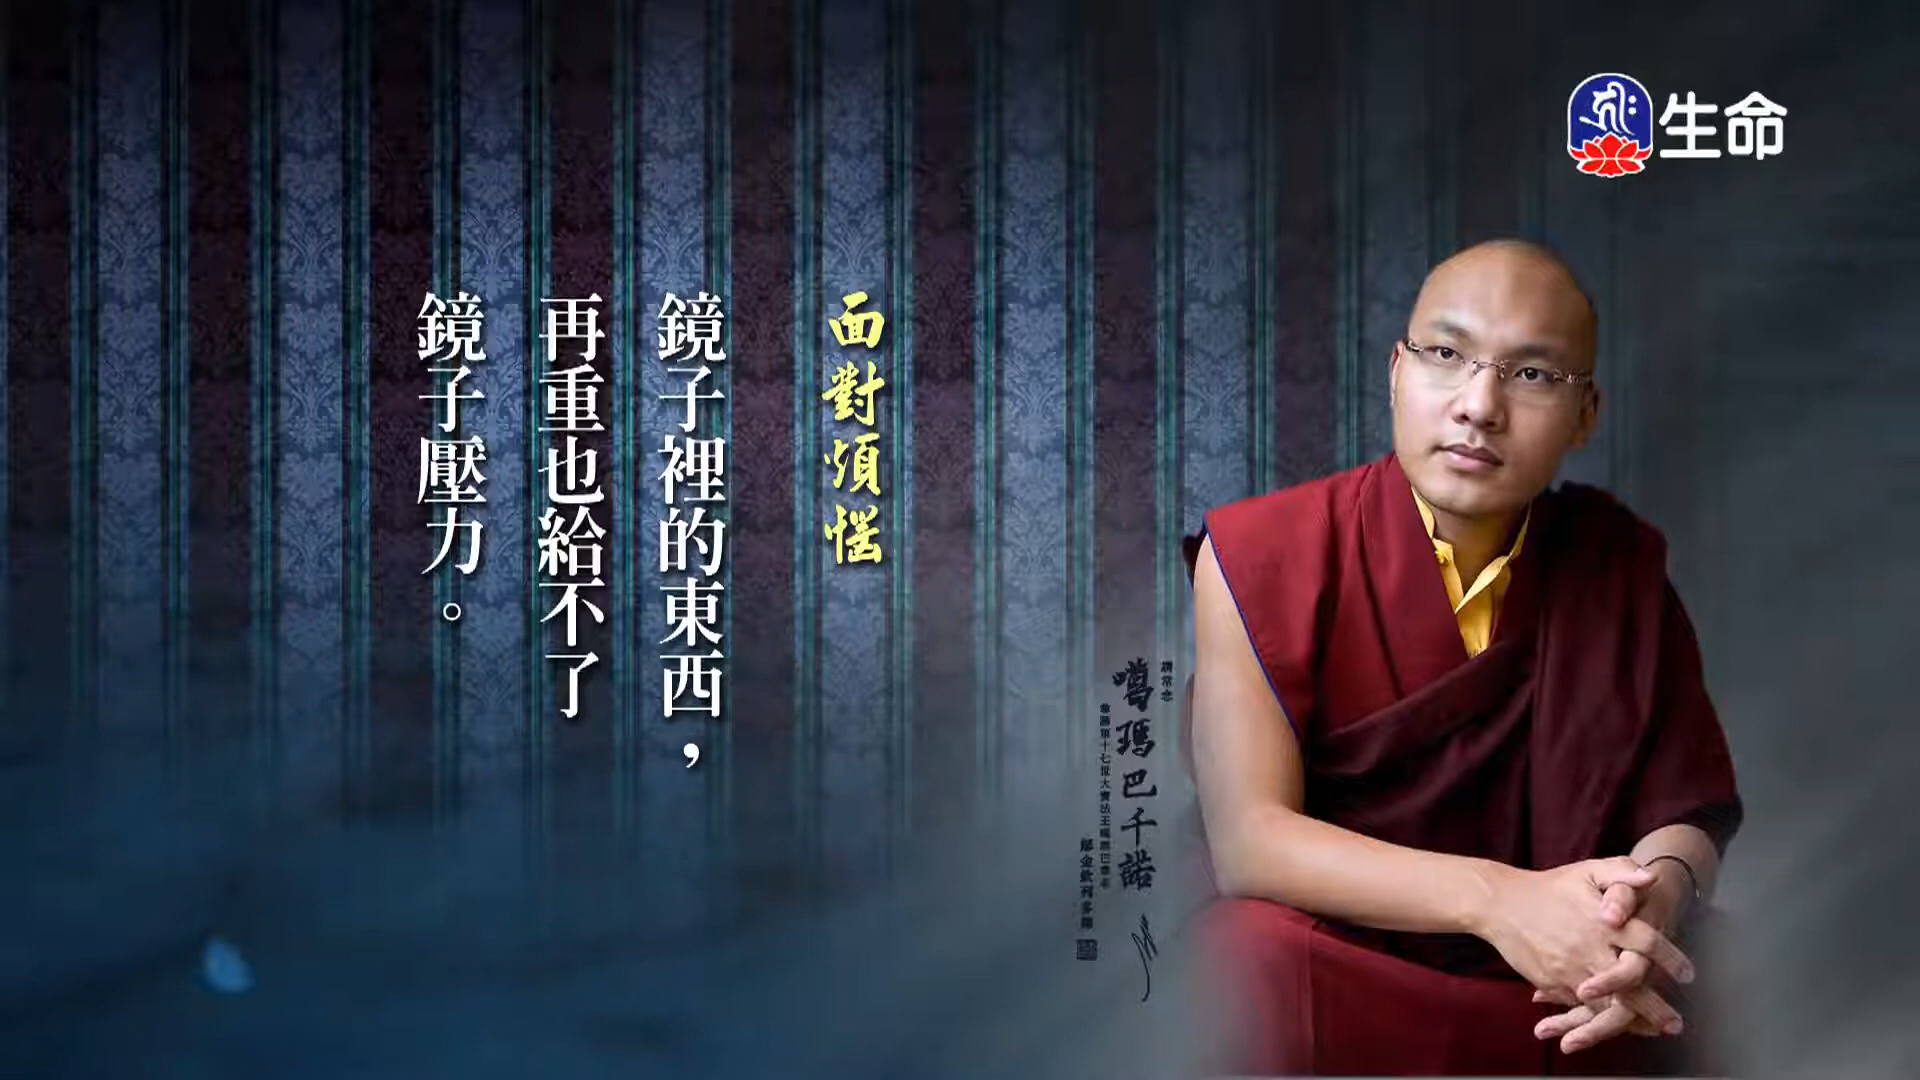 生命
面對煩惱
鏡子裡的東西，
再重也給不了
鏡子壓力。
噶瑪巴千諾